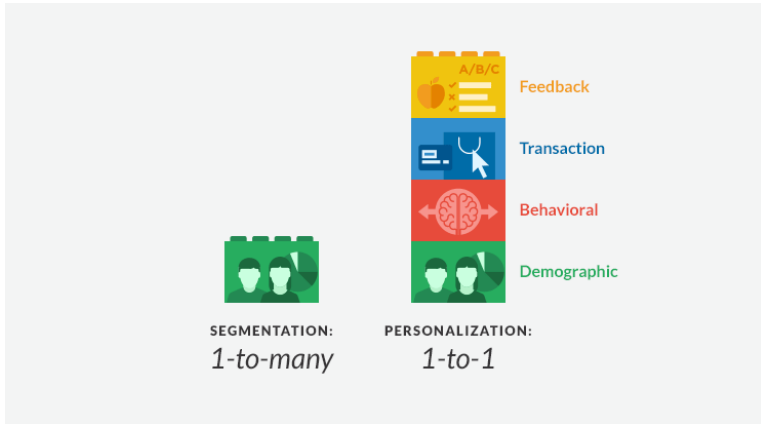 A/B/C
Feedback
Transaction
Behavioral
Demographic
SEGMENTATION:
1-to-many
PERSONALIZATION:
1-to-1